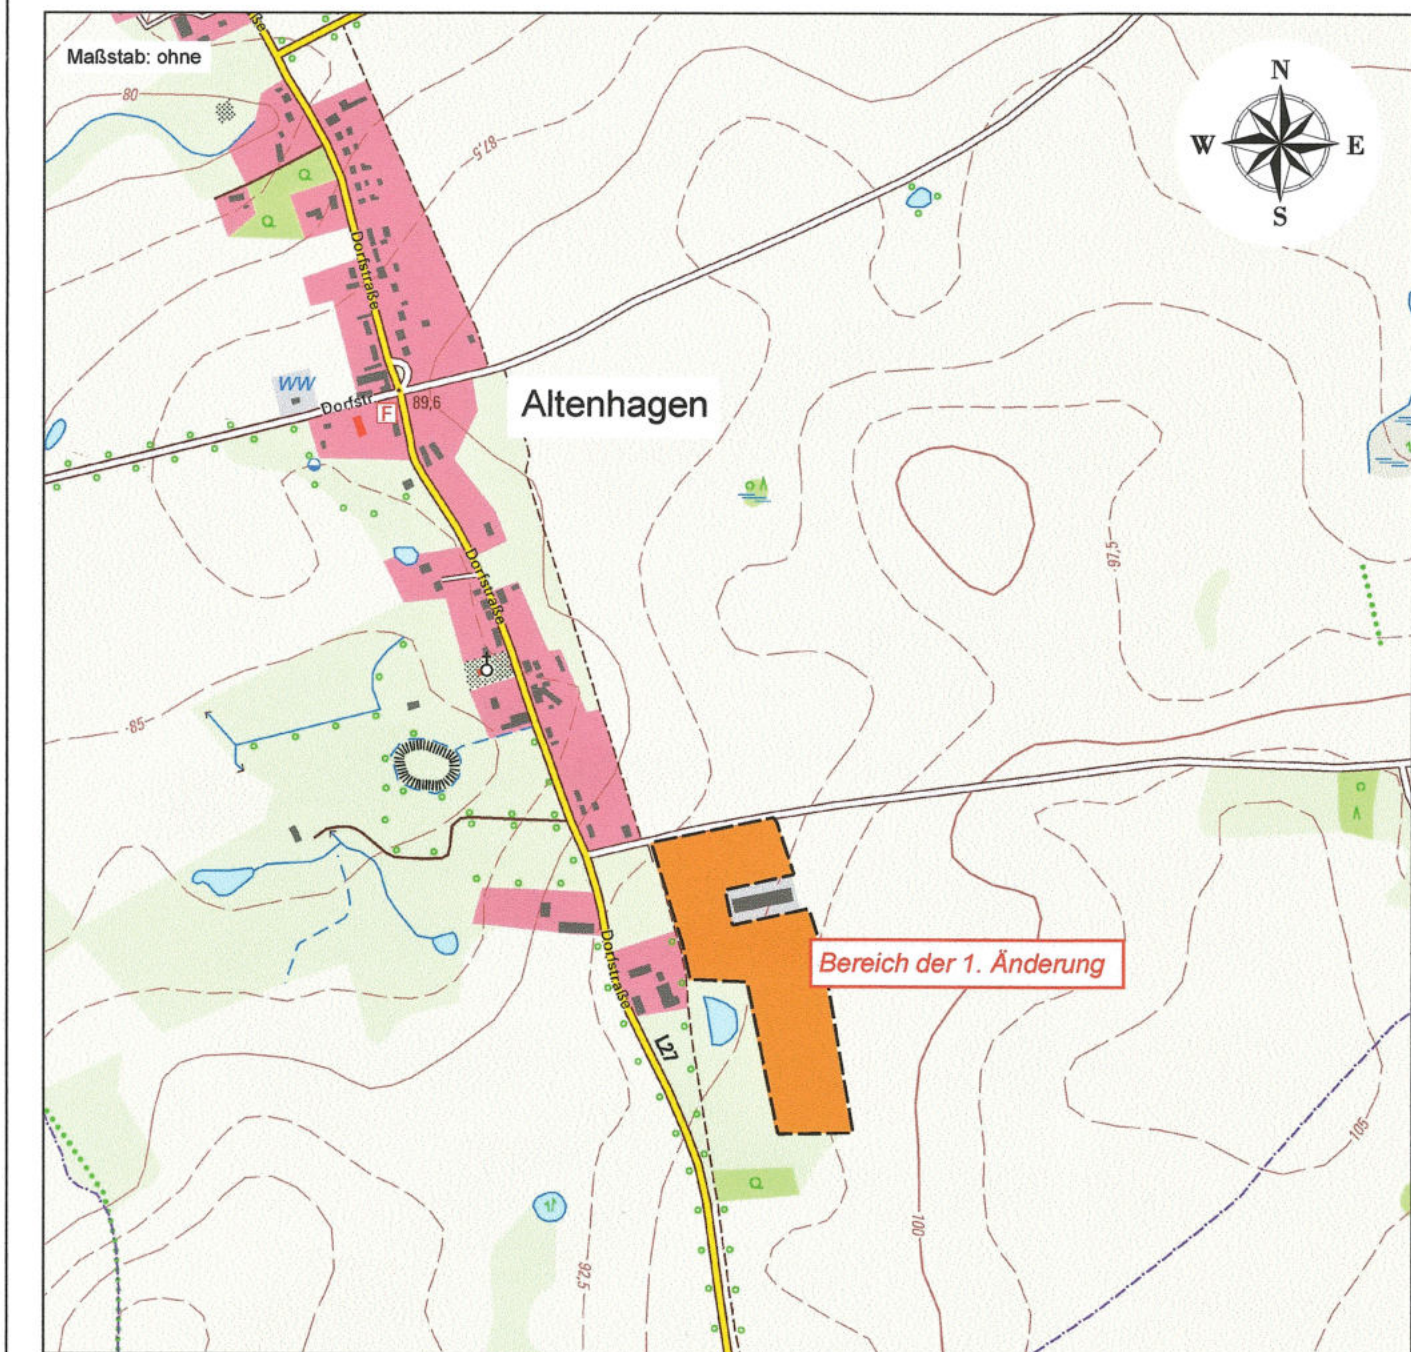 ße
Maßstab: ohne
N
W
E
S
80
87,5
Q
Q
Dorfstraße
WW
Dorfstr.
F
89,6
Altenhagen
97,5
Dorfstraße
85
Bereich der 1. Änderung
Dorfstraße
L27
105
Q
100
92,5